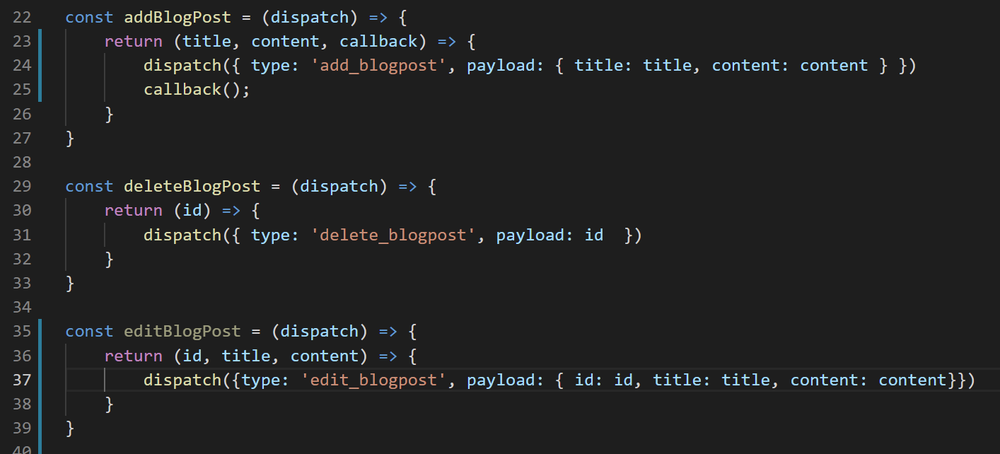 22 const addBlogPost = (dispatch) => {
23     return (title, content, callback) => {
24         dispatch({ type: 'add_blogpost', payload: { title: title, content: content } })
25         callback();
26     }
27 }
28
29 const deleteBlogPost = (dispatch) => {
30     return (id) => {
31         dispatch({ type: 'delete_blogpost', payload: id  })
32     }
33 }
34
35 const editBlogPost = (dispatch) => {
36     return (id, title, content) => {
37         dispatch({type: 'edit_blogpost', payload: { id: id, title: title, content: content}})
38     }
39 }
40